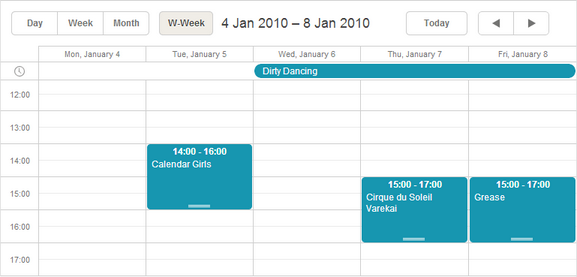 Day Week Month W-Week 4 Jan 2010 – 8 Jan 2010 Today
Mon, January 4 Tue, January 5 Wed, January 6 Thu, January 7 Fri, January 8
Dirty Dancing
12:00
13:00
14:00 - 16:00
14:00
Calendar Girls
15:00 - 17:00 15:00 - 17:00
15:00
Cirque du Soleil Grease
Varekai
16:00
17:00